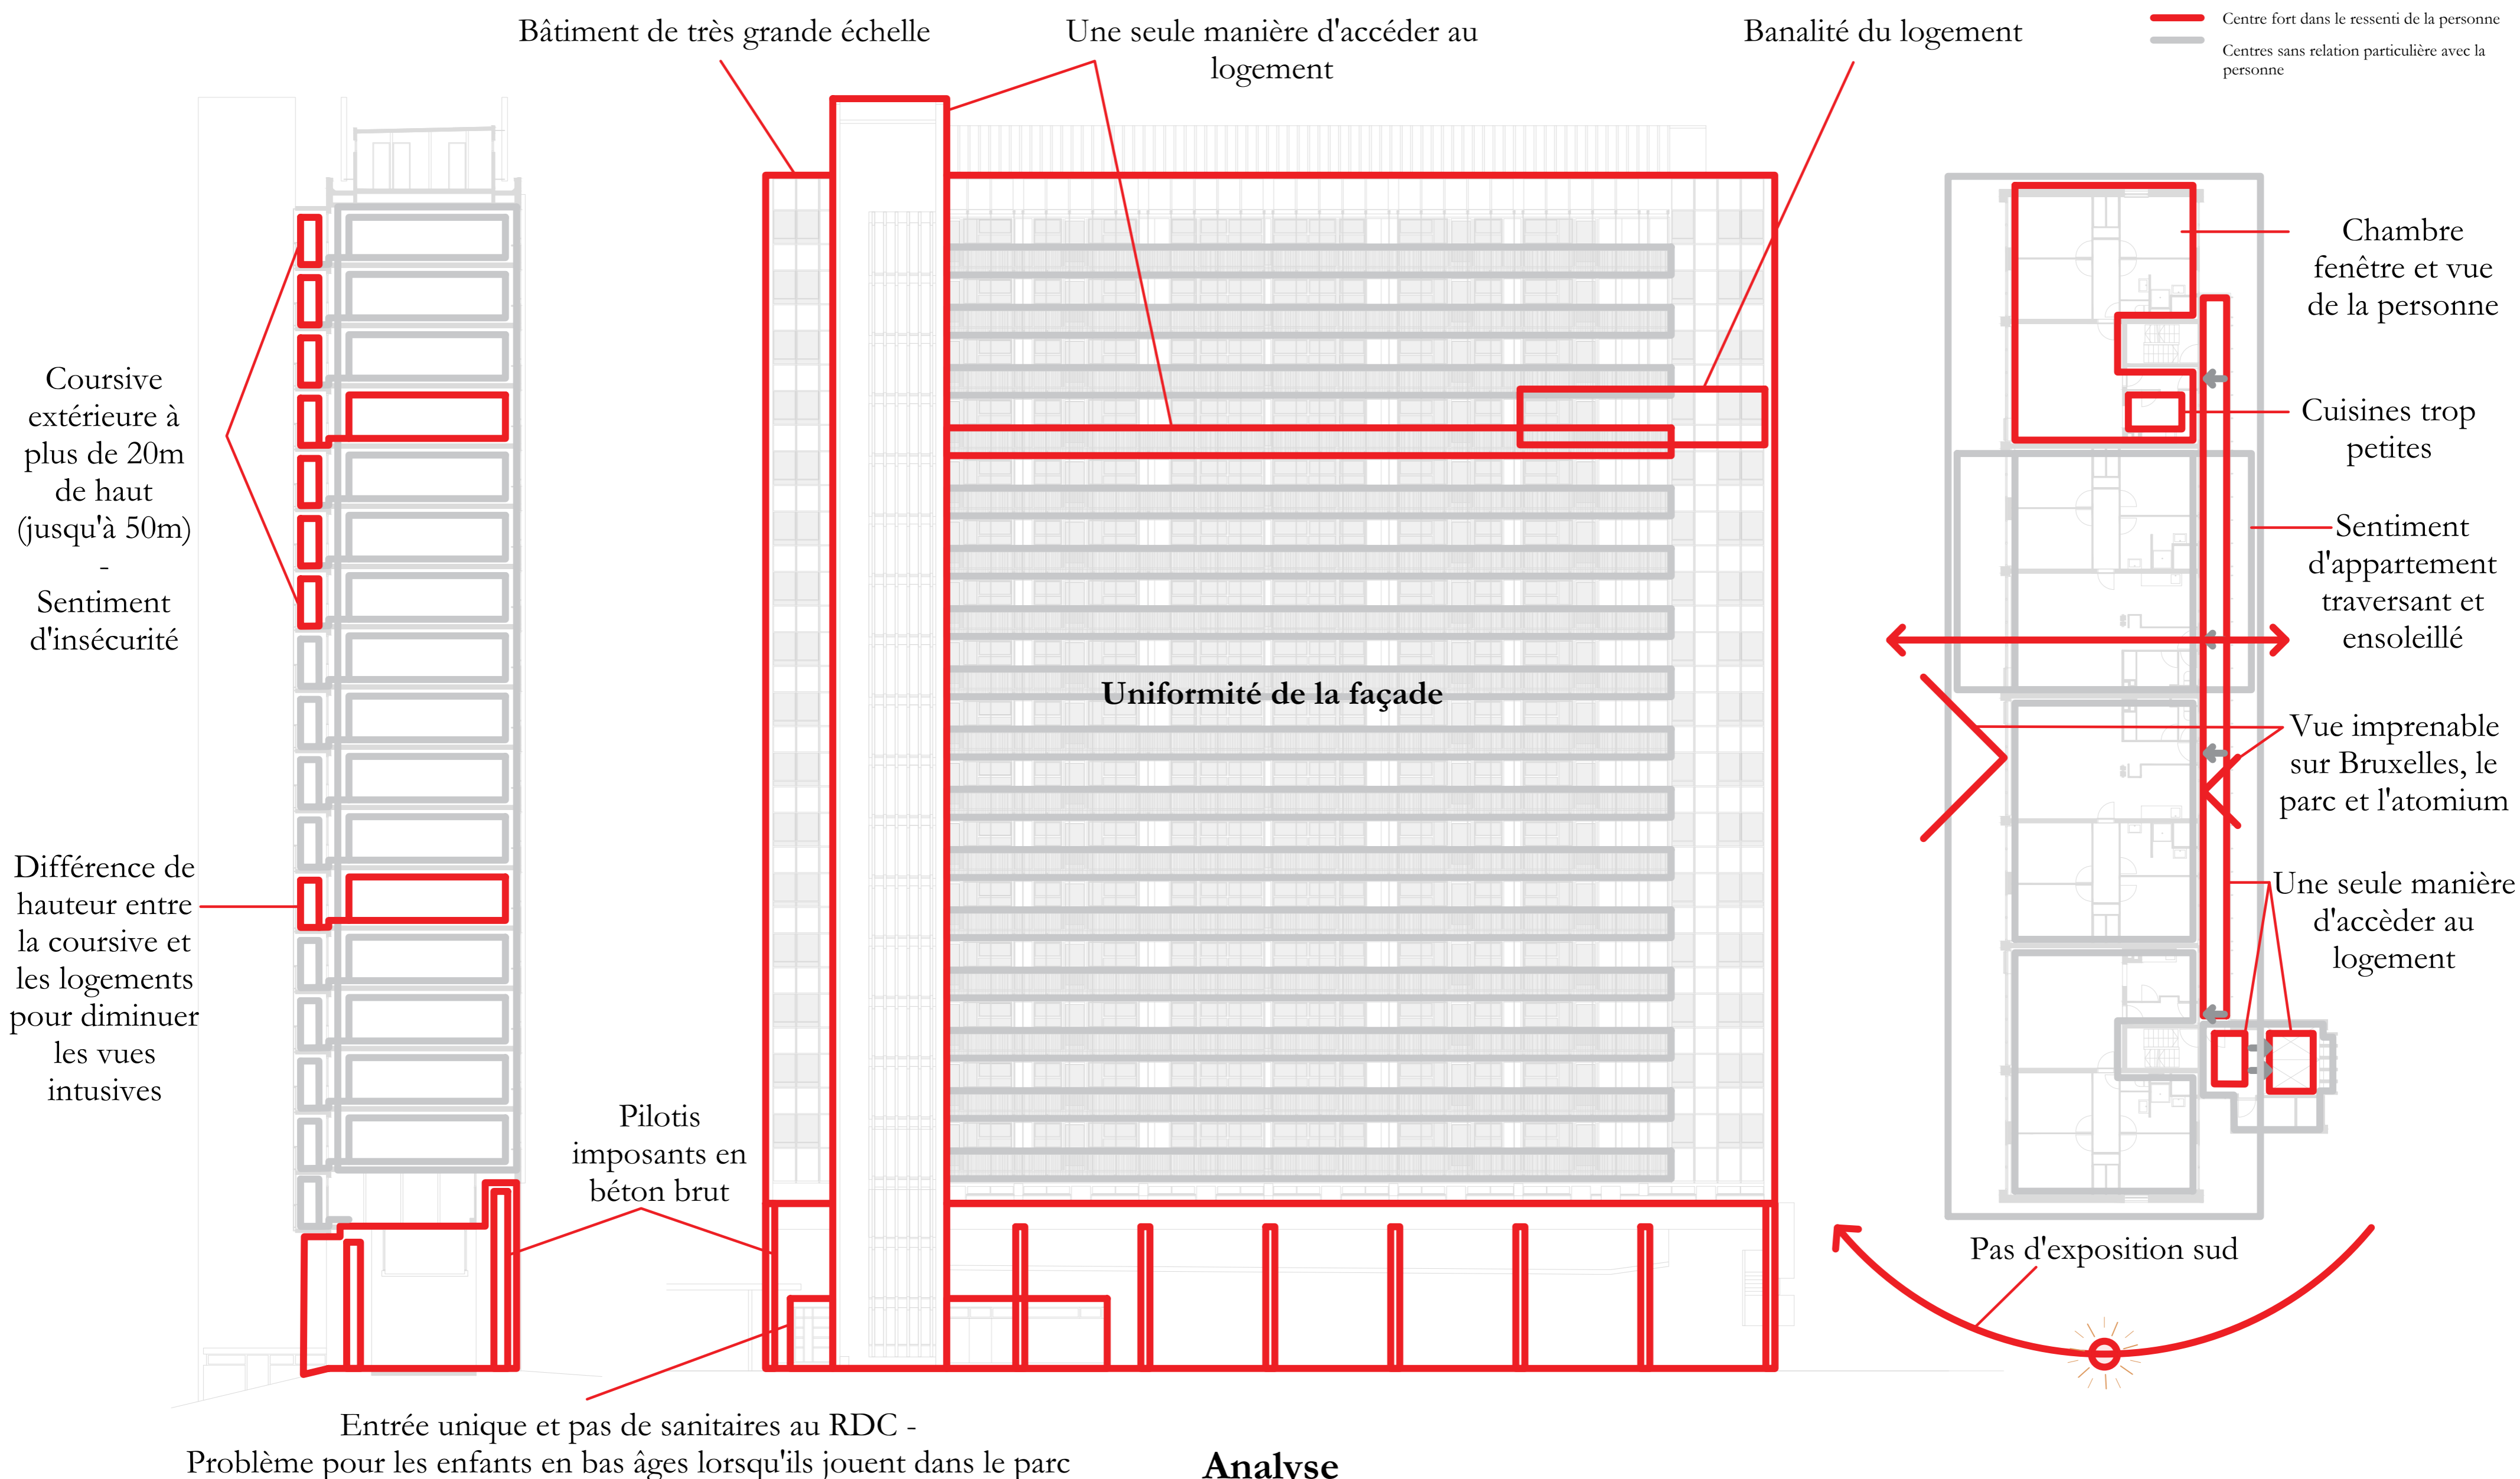 Bâtiment de très grande échelle
Une seule manière d'accéder au
logement
Banalité du logement
Centre fort dans le ressenti de la personne
Centres sans relation particulière avec la
personne
Coursive
extérieure à
plus de 20m
de haut
(jusqu'à 50m)
-
Sentiment
d'insécurité
Différence de
hauteur entre
la coursive et
les logements
pour diminuer
les vues
intusives
Uniformité de la façade
Pilotis
imposants en
béton brut
Chambre
fenêtre et vue
de la personne
Cuisines trop
petites
Sentiment
d'appartement
traversant et
ensoleillé
Vue imprenable
sur Bruxelles, le
parc et l'atomium
Une seule manière
d'accèder au
logement
Pas d'exposition sud
Entrée unique et pas de sanitaires au RDC -
Problème pour les enfants en bas âges lorsqu'ils jouent dans le parc
Analyse